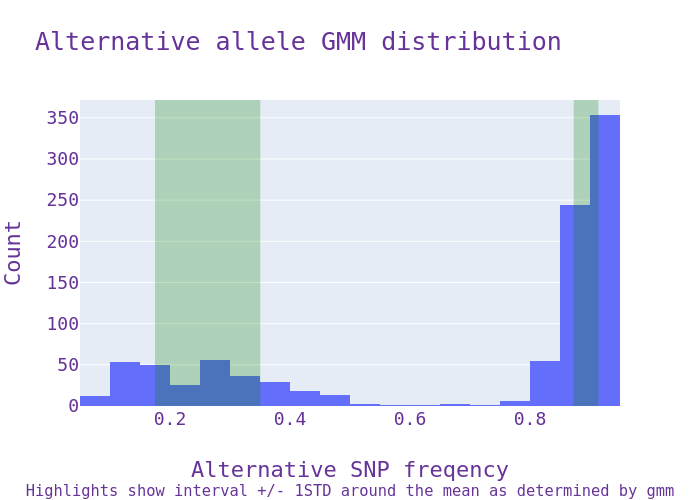 Alternative allele GMM distribution
Count
350
300
250
200
150
100
50
0
0.2 0.4 0.6 0.8
Alternative SNP freqency
Highlights show interval +/- 1STD around the mean as determined by gmm